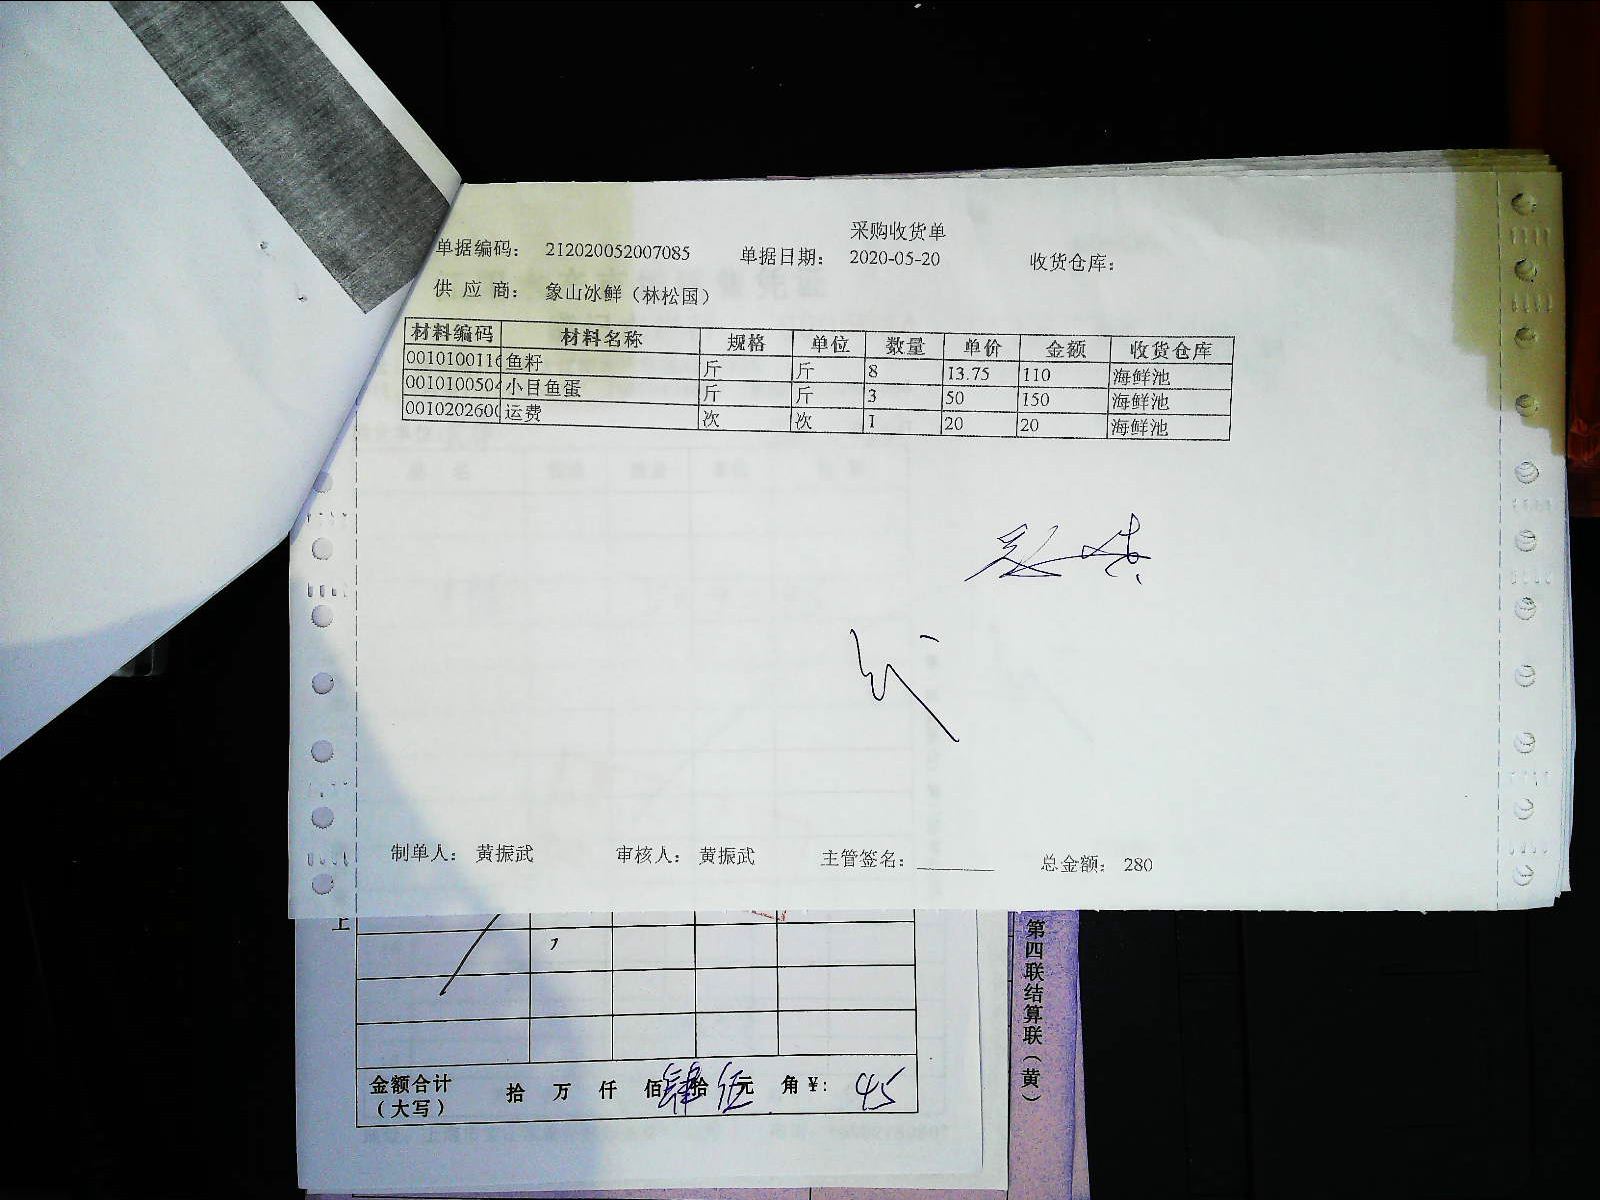 采购收货单
单据编码: 212020052007085 单据日期: 2020-05-20 收货仓库:
供 应 商: 象山冰鲜（林松国）
材料编码 材料名称 规格 单位 数量 单价 金额 收货仓库
0010100116 鱼籽 斤 斤 8 13.75 110 海鲜池
0010100504 小目鱼蛋 斤 斤 3 50 150 海鲜池
001020260 运费 次 次 1 20 20 海鲜池
制单人: 黄振武 审核人: 黄振武 主管签名: 总金额: 280
上
第四联结算联（黄）
金额合计 拾 万 仟 佰 肆 拾 伍 元 角 ¥: 45
（大写）